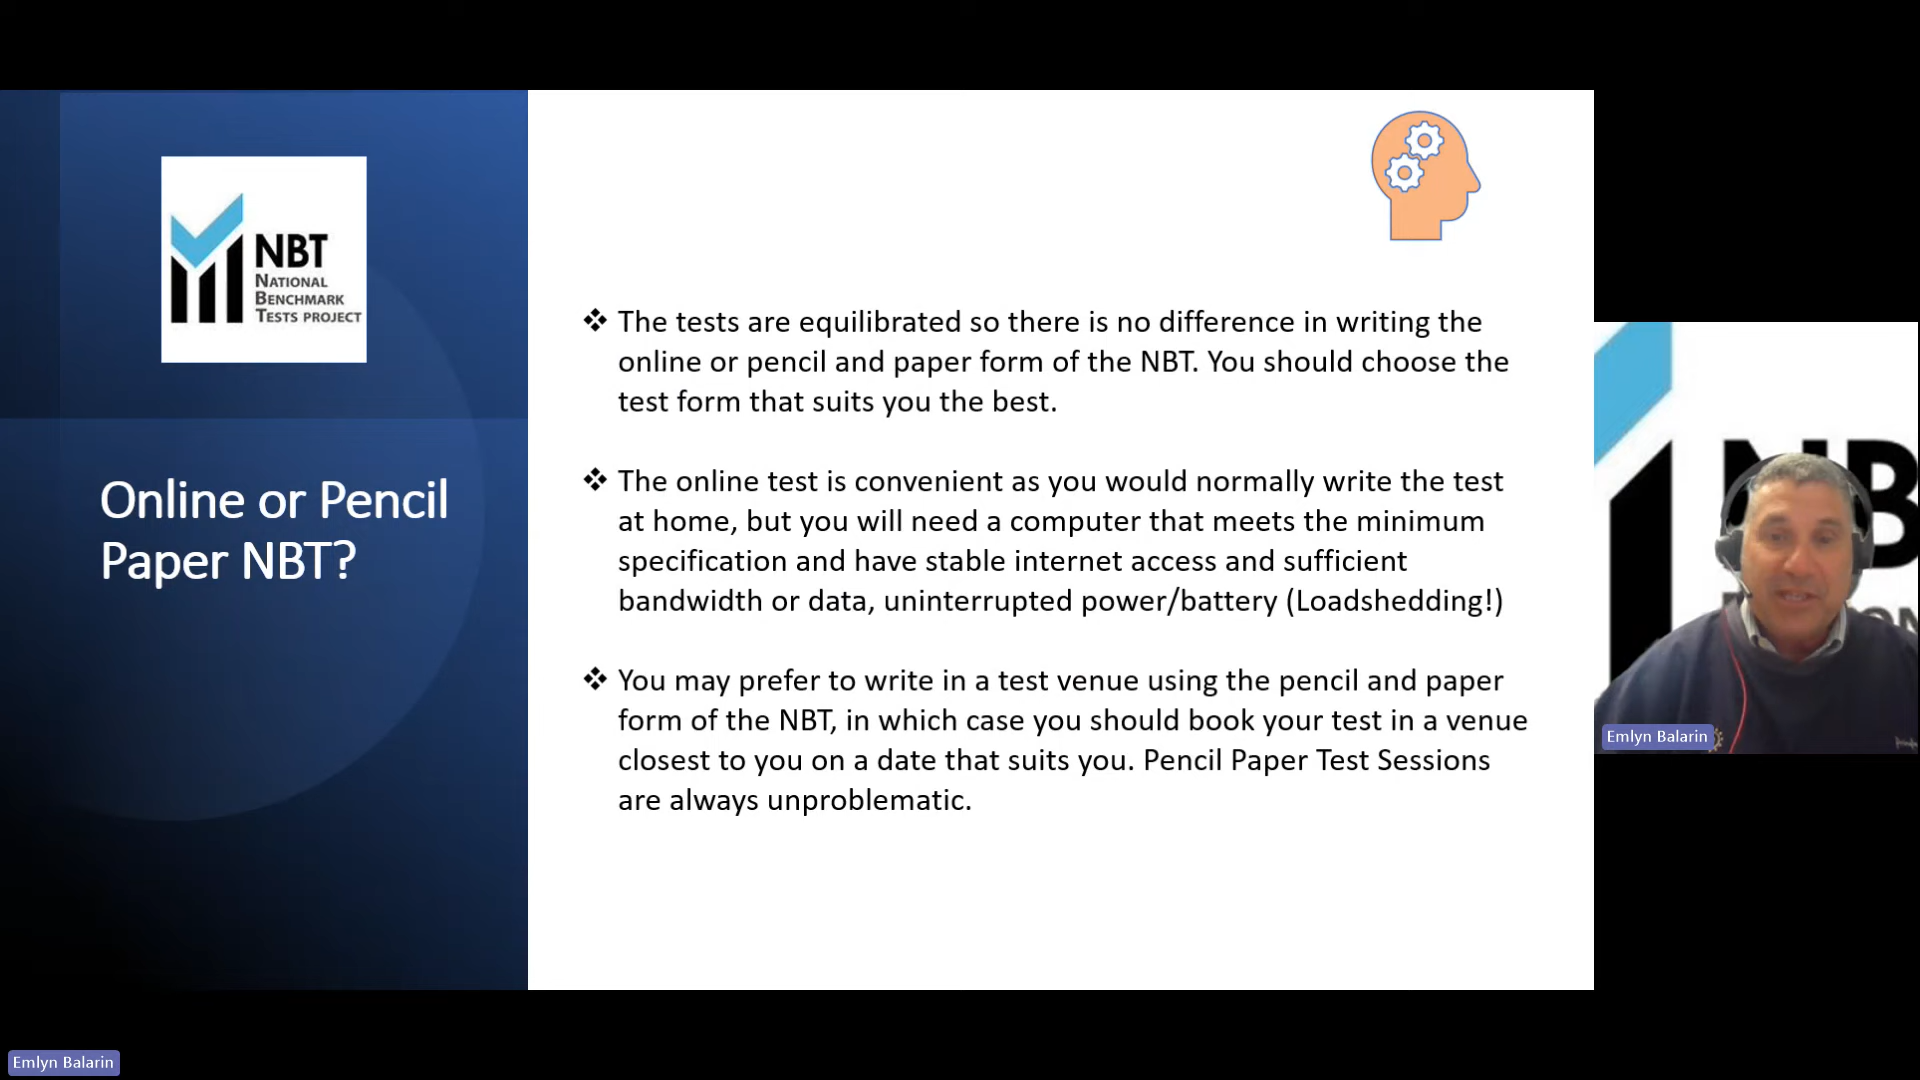 NBT
NATIONAL
BENCHMARK
TESTS PROJECT
Online or Pencil
Paper NBT?
❖ The tests are equilibrated so there is no difference in writing the
online or pencil and paper form of the NBT. You should choose the
test form that suits you the best.
❖ The online test is convenient as you would normally write the test
at home, but you will need a computer that meets the minimum
specification and have stable internet access and sufficient
bandwidth or data, uninterrupted power/battery (Loadshedding!)
❖ You may prefer to write in a test venue using the pencil and paper
form of the NBT, in which case you should book your test in a venue
closest to you on a date that suits you. Pencil Paper Test Sessions
are always unproblematic.
Emlyn Balarin
Emlyn Balarin